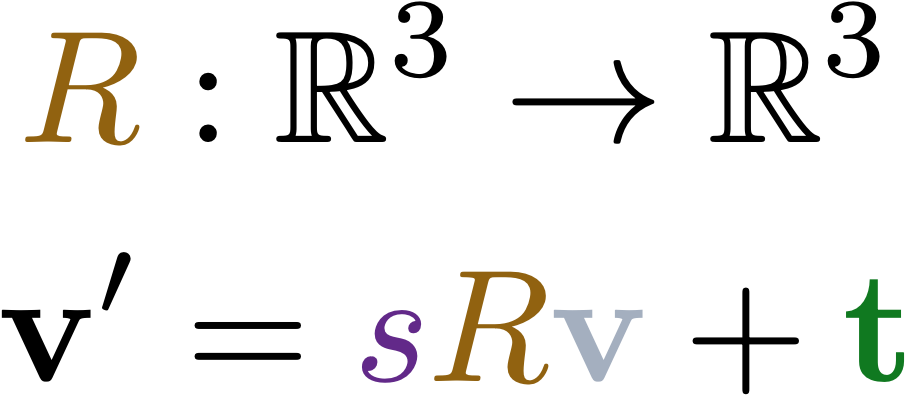 R : ℝ³ → ℝ³
v′ = sRv + t